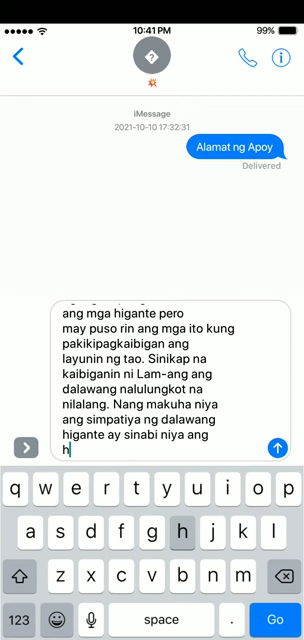 10:41 PM
99%
?
iMessage
2021-10-10 17:32:31
Alamat ng Apoy
Delivered
ang mga higante pero
may puso rin ang mga ito kung
pakikipagkaibigan ang
layunin ng tao. Sinikap na
kaibiganin ni Lam-ang ang
dalawang nalulungkot na
nilalang. Nang makuha niya
ang simpatiya ng dalawang
higante ay sinabi niya ang
h
q w e r t y u i o p
a s d f g h j k l
z x c v b n m
123 space . Go